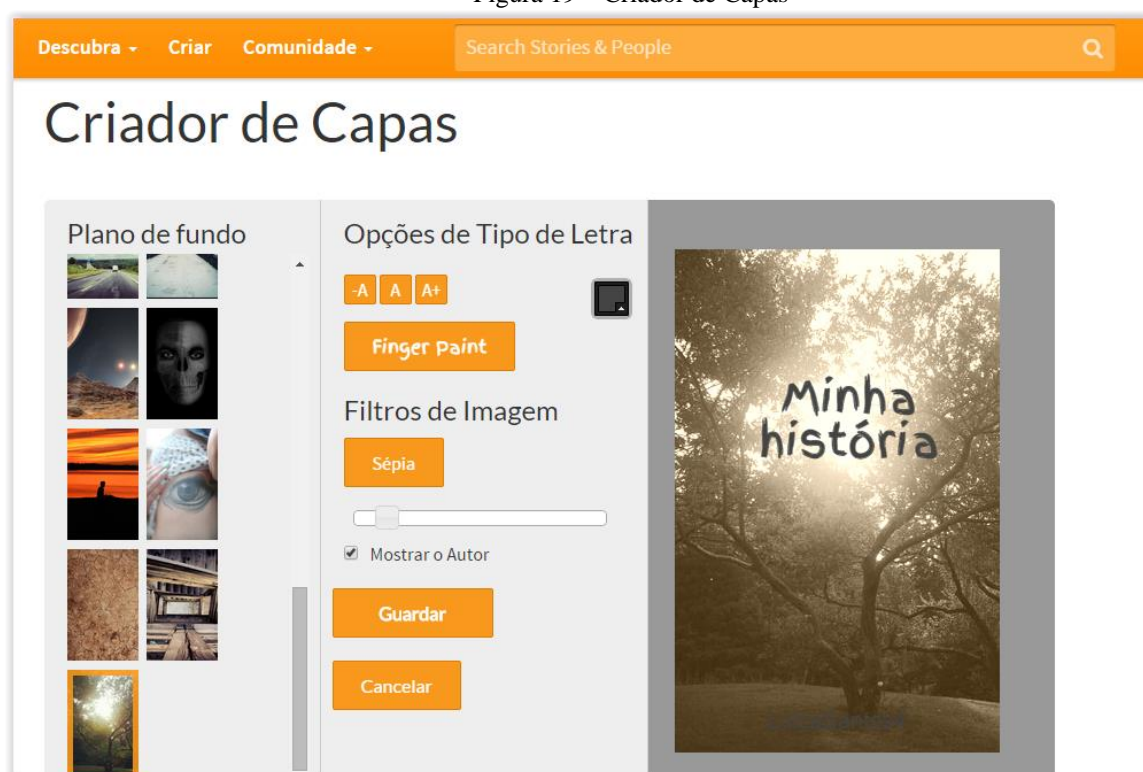 Figura 19 – Criador de Capas
Descubra Criar Comunidade Search Stories & People
Criador de Capas
Plano de fundo
Opções de Tipo de Letra
-A A A+
Finger Paint
Filtros de Imagem
Sépia
Mostrar o Autor
Guardar
Cancelar
Minha
história